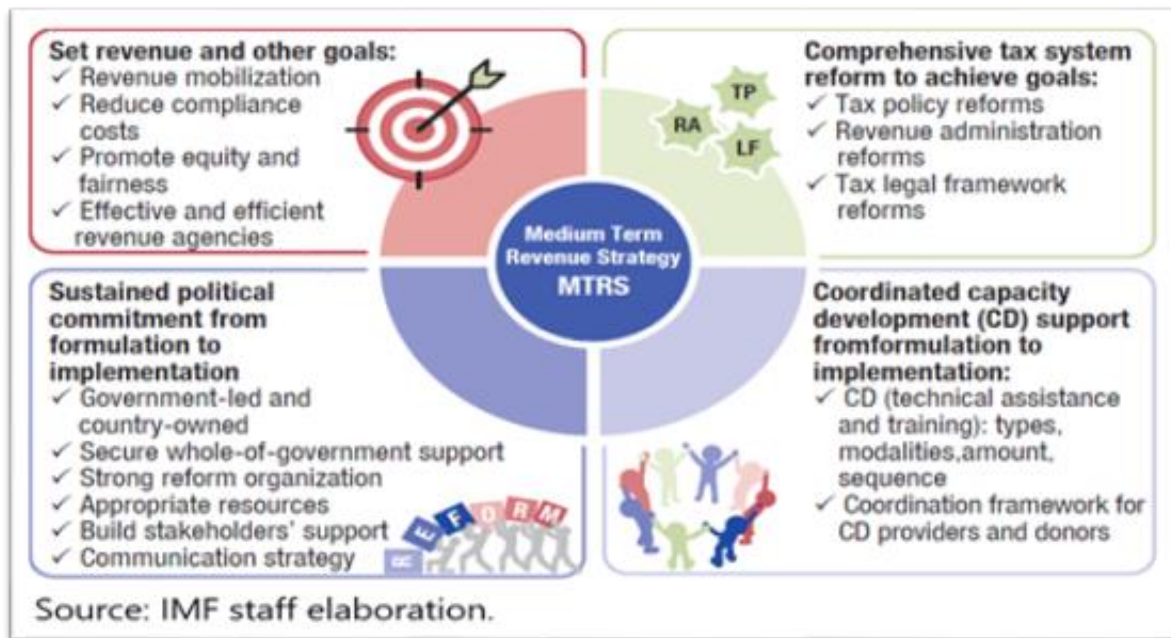 Set revenue and other goals:
✓ Revenue mobilization
✓ Reduce compliance
costs
✓ Promote equity and
fairness
✓ Effective and efficient
revenue agencies
TP
RA
LF
Comprehensive tax system
reform to achieve goals:
✓ Tax policy reforms
✓ Revenue administration
reforms
✓ Tax legal framework
reforms
Medium Term
Revenue Strategy
MTRS
Sustained political
commitment from
formulation to
implementation
✓ Government-led and
country-owned
✓ Secure whole-of-government support
✓ Strong reform organization
✓ Appropriate resources
✓ Build stakeholders' support
✓ Communication strategy
REFORM
Coordinated capacity
development (CD) support
fromformulation to
implementation:
✓ CD (technical assistance
and training): types,
modalities,amount,
sequence
✓ Coordination framework for
CD providers and donors
Source: IMF staff elaboration.